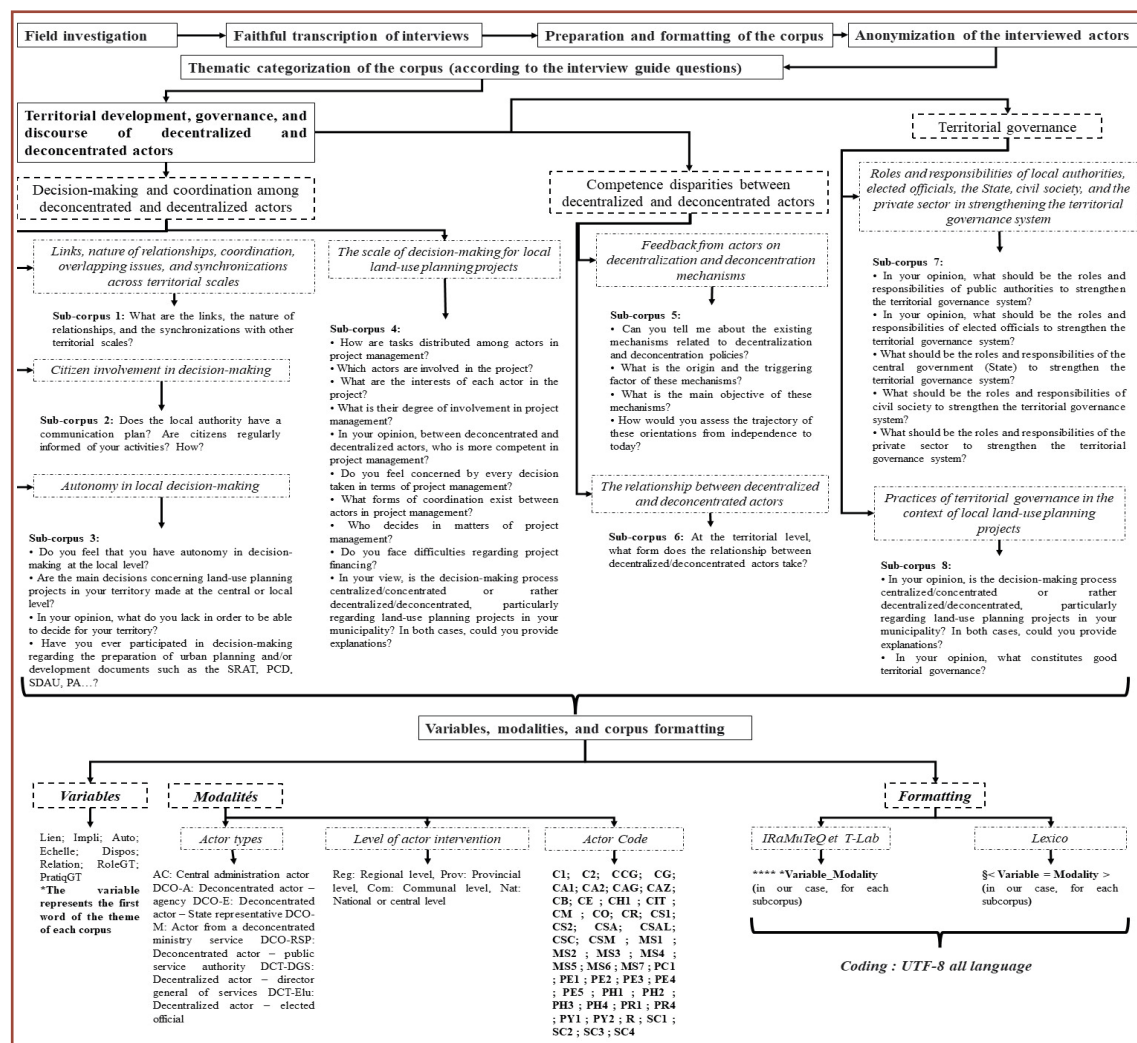 Field investigation
Faithful transcription of interviews
Preparation and formatting of the corpus
Anonymization of the interviewed actors
Thematic categorization of the corpus (according to the interview guide questions)
Territorial development, governance, and
discourse of decentralized and
deconcentrated actors
Territorial governance
Decision-making and coordination among
deconcentrated and decentralized actors
Competence disparities between
decentralized and deconcentrated actors
Roles and responsibilities of local authorities,
elected officials, the State, civil society, and the
private sector in strengthening the territorial
governance system
Links, nature of relationships, coordination,
overlapping issues, and synchronizations
across territorial scales
Sub-corpus 1: What are the links, the nature of
relationships, and the synchronizations with other
territorial scales?
Citizen involvement in decision-making
Sub-corpus 2: Does the local authority have a
communication plan? Are citizens regularly
informed of your activities? How?
Autonomy in local decision-making
Sub-corpus 3:
• Do you feel that you have autonomy in decision-
making at the local level?
• Are the main decisions concerning land-use planning
projects in your territory made at the central or local
level?
• In your opinion, what do you lack in order to be able
to decide for your territory?
• Have you ever participated in decision-making
regarding the preparation of urban planning and/or
development documents such as the SRAT, PCD,
SDAU, PA…?
The scale of decision-making for local
land-use planning projects
Sub-corpus 4:
• How are tasks distributed among actors in
project management?
• Which actors are involved in the project?
• What are the interests of each actor in the
project?
• What is their degree of involvement in project
management?
• In your opinion, between deconcentrated and
decentralized actors, who is more competent in
project management?
• Do you feel concerned by every decision
taken in terms of project management?
• What forms of coordination exist between
actors in project management?
• Who decides in matters of project
management?
• Do you face difficulties regarding project
financing?
• In your view, is the decision-making process
centralized/concentrated or rather
decentralized/deconcentrated, particularly
regarding land-use planning projects in your
municipality? In both cases, could you provide
explanations?
Feedback from actors on
decentralization and deconcentration
mechanisms
Sub-corpus 5:
• Can you tell me about the existing
mechanisms related to decentralization
and deconcentration policies?
• What is the origin and the triggering
factor of these mechanisms?
• What is the main objective of these
mechanisms?
• How would you assess the trajectory of
these orientations from independence to
today?
The relationship between decentralized
and deconcentrated actors
Sub-corpus 6: At the territorial level,
what form does the relationship between
decentralized/deconcentrated actors take?
Sub-corpus 7:
• In your opinion, what should be the roles and
responsibilities of public authorities to strengthen
the territorial governance system?
• In your opinion, what should be the roles and
responsibilities of elected officials to strengthen the
territorial governance system?
• What should be the roles and responsibilities of the
central government (State) to strengthen the
territorial governance system?
• What should be the roles and responsibilities of
civil society to strengthen the territorial governance
system?
• What should be the roles and responsibilities of the
private sector to strengthen the territorial
governance system?
Practices of territorial governance in the
context of local land-use planning
projects
Sub-corpus 8:
• In your opinion, is the decision-making process
centralized/concentrated or rather
decentralized/deconcentrated, particularly
regarding land-use planning projects in your
municipality? In both cases, could you provide
explanations?
• In your opinion, what constitutes good
territorial governance?
Variables, modalities, and corpus formatting
Variables
Modalités
Formatting
Lien; Impli; Auto;
Echelle; Dispos;
Relation; RoleGT;
PratiqGT
*The variable
represents the first
word of the theme
of each corpus
Actor types
AC: Central administration actor
DCO-A: Deconcentrated actor –
agency DCO-E: Deconcentrated
actor – State representative DCO-
M: Actor from a deconcentrated
ministry service DCO-RSP:
Deconcentrated actor – public
service authority DCT-DGS:
Decentralized actor – director
general of services DCT-Elu:
Decentralized actor – elected
official
Level of actor intervention
Reg: Regional level, Prov: Provincial
level, Com: Communal level, Nat:
National or central level
Actor Code
C1; C2; CCG; CG;
CA1; CA2; CAG; CAZ;
CB; CE ; CH1 ; CIT ;
CM ; CO; CR; CS1;
CS2; CSA; CSAL;
CSC; CSM ; MS1 ;
MS2 ; MS3 ; MS4 ;
MS5 ; MS6 ; MS7 ; PC1
; PE1 ; PE2 ; PE3 ; PE4
; PE5 ; PH1 ; PH2 ;
PH3 ; PH4 ; PR1 ; PR4
; PY1 ; PY2 ; R ; SC1 ;
SC2 ; SC3 ; SC4
IRaMuTeQ et T-Lab
**** *Variable_Modality
(in our case, for each
subcorpus)
Lexico
§< Variable = Modality >
(in our case, for each
subcorpus)
Coding : UTF-8 all language